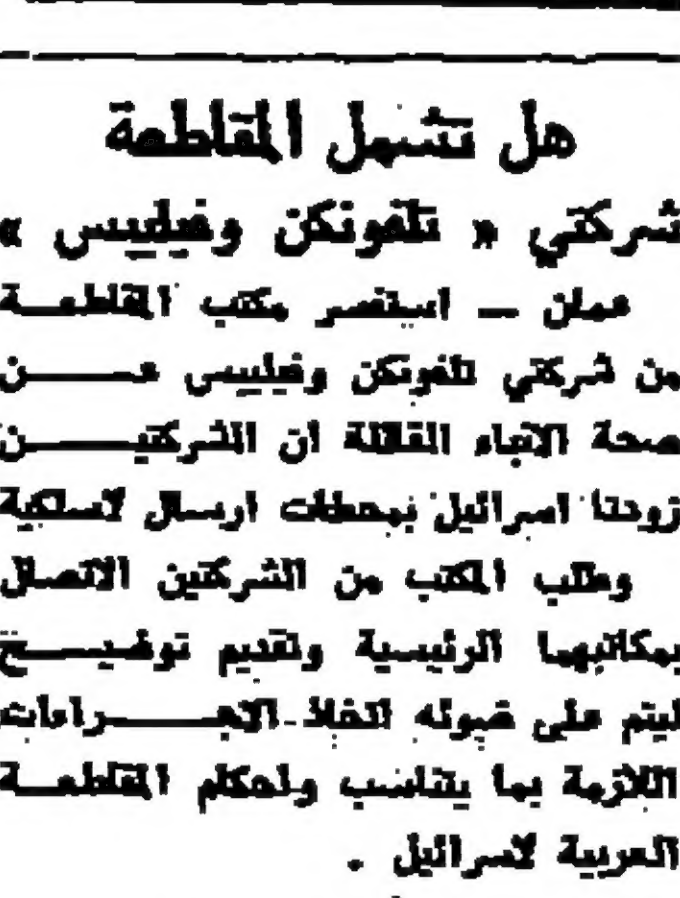 هل تشمل المقاطعة
شركتي « تلفونكن وفيليبس »
عمان — استفسر مكتب المقاطعة
من شركتي تلفونكن وفيليبس عن
صحة الانباء القائلة ان الشركتين
زودتا اسرائيل بمحطات ارسال لاسلكية
وطلب المكتب من الشركتين الاتصال
بمكاتبهما الرئيسية وتقديم توضيح
ليتم على ضوئه اتخاذ الاجراءات
اللازمة بما يتناسب واحكام المقاطعة
العربية لاسرائيل .